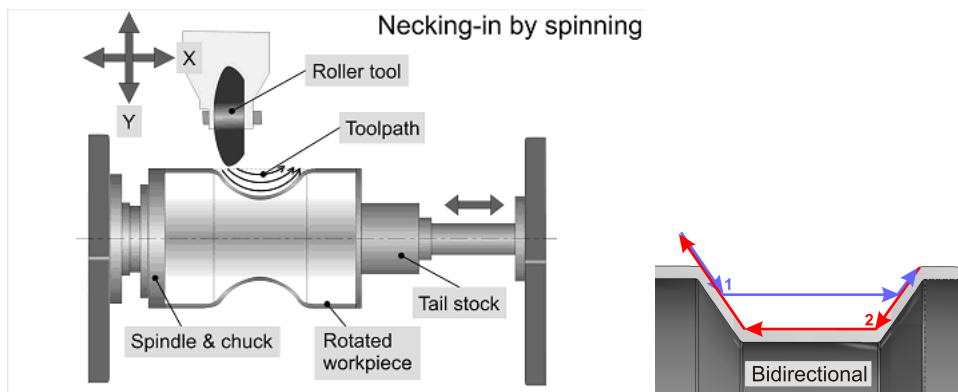 Necking-in by spinning
X
Roller tool
Y
Toolpath
Tail stock
Spindle & chuck
Rotated
workpiece
1
2
Bidirectional